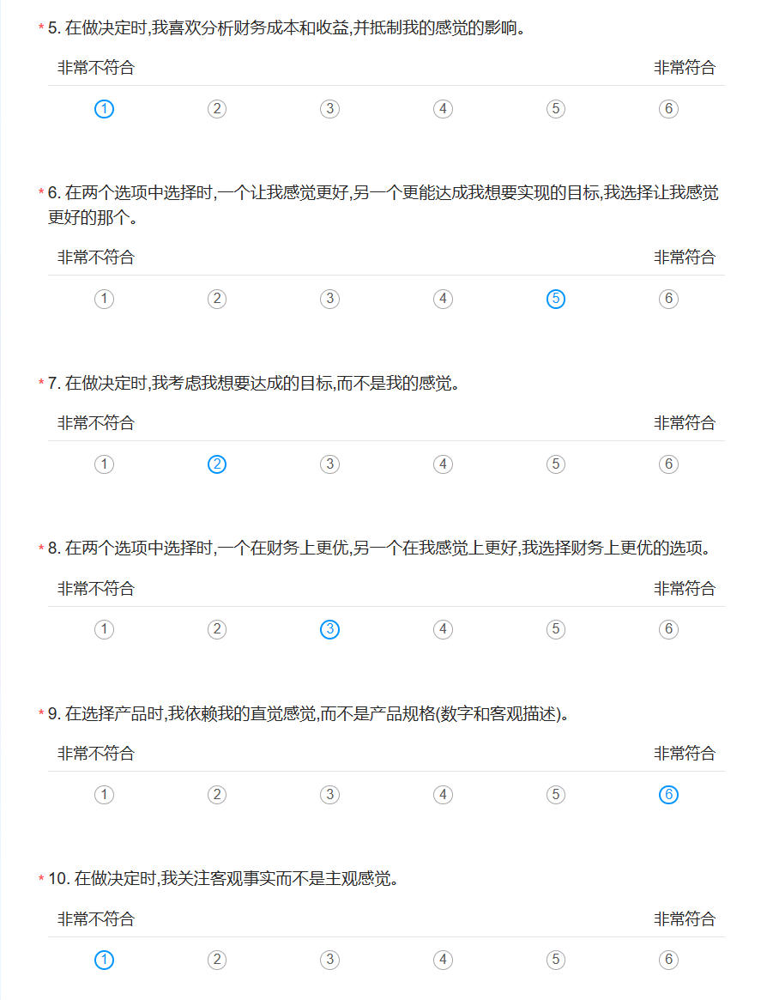 * 5. 在做决定时,我喜欢分析财务成本和收益,并抵制我的感觉的影响。
非常不符合 非常符合
1 2 3 4 5 6
* 6. 在两个选项中选择时,一个让我感觉更好,另一个更能达成我想要实现的目标,我选择让我感觉
更好的那个。
非常不符合 非常符合
1 2 3 4 5 6
* 7. 在做决定时,我考虑我想要达成的目标,而不是我的感觉。
非常不符合 非常符合
1 2 3 4 5 6
* 8. 在两个选项中选择时,一个在财务上更优,另一个在我感觉上更好,我选择财务上更优的选项。
非常不符合 非常符合
1 2 3 4 5 6
* 9. 在选择产品时,我依赖我的直觉感觉,而不是产品规格(数字和客观描述)。
非常不符合 非常符合
1 2 3 4 5 6
* 10. 在做决定时,我关注客观事实而不是主观感觉。
非常不符合 非常符合
1 2 3 4 5 6